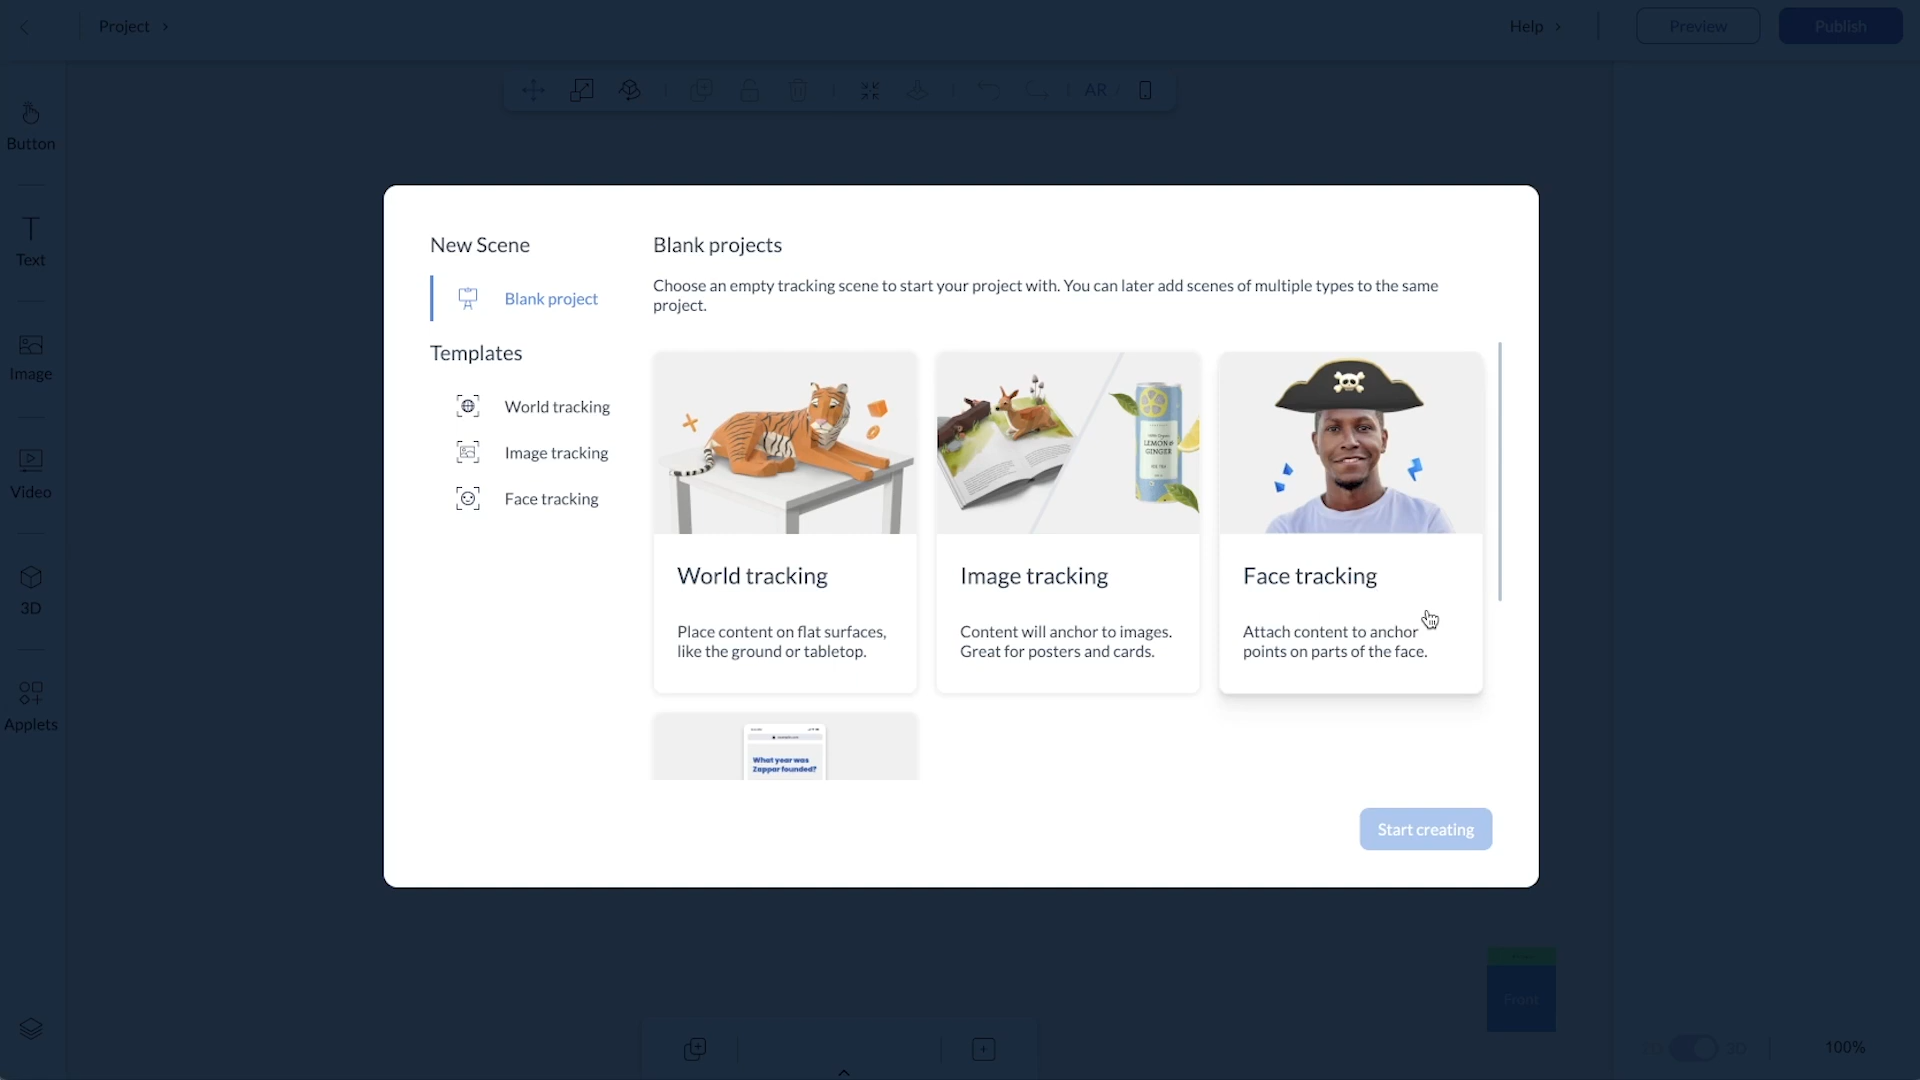 Project
Help
Preview
Publish
AR /
Button
Text
Image
Video
3D
Applets
New Scene
Blank project
Templates
World tracking
Image tracking
Face tracking
Blank projects
Choose an empty tracking scene to start your project with. You can later add scenes of multiple types to the same
project.
LEMON &
GINGER
World tracking
Place content on flat surfaces,
like the ground or tabletop.
Image tracking
Content will anchor to images.
Great for posters and cards.
Face tracking
Attach content to anchor
points on parts of the face.
What year was
Zappar founded?
Start creating
Front
3D
100%